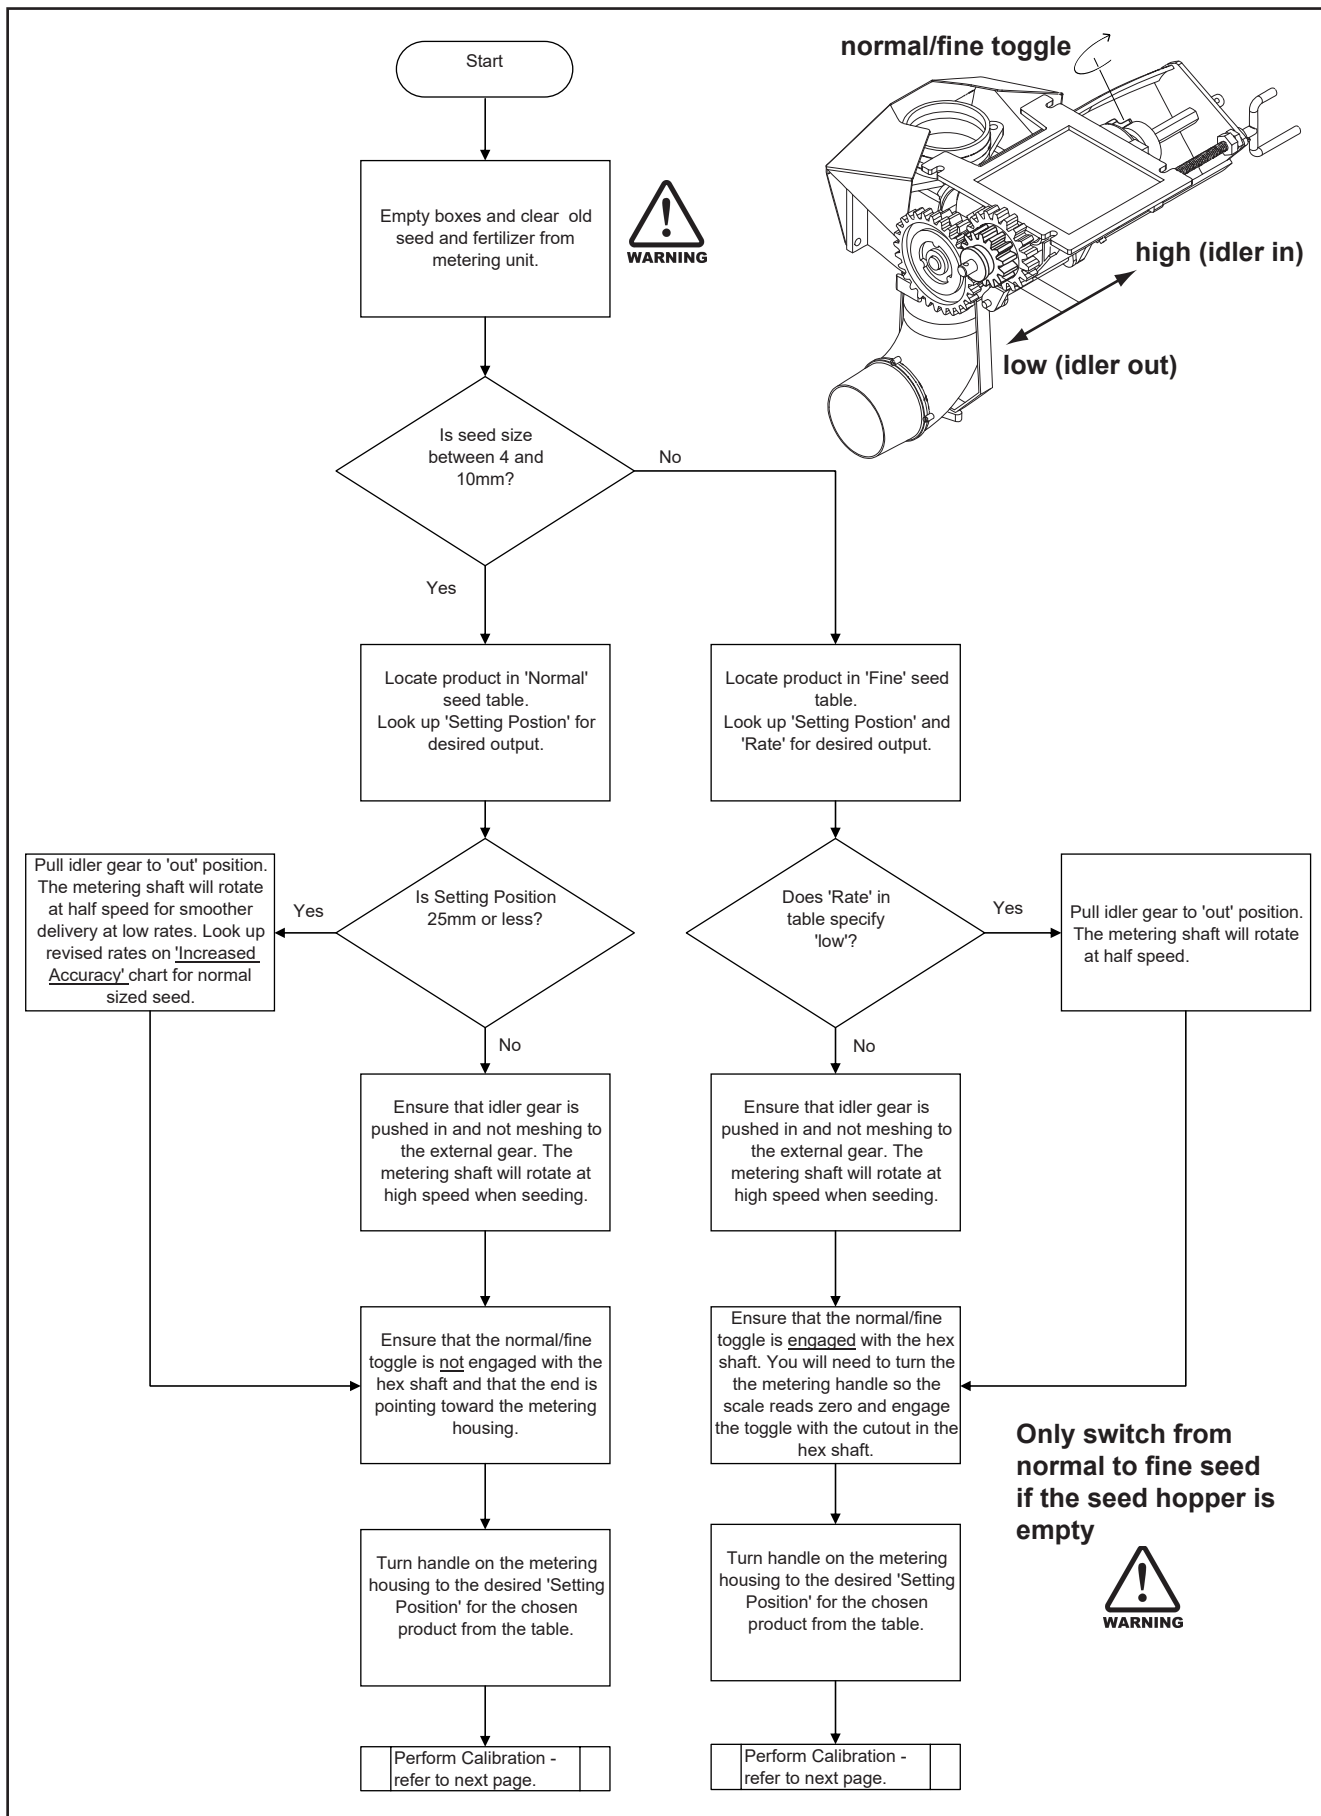 Start
normal/fine toggle
Empty boxes and clear  old
seed and fertilizer from
metering unit.
WARNING
high (idler in)
low (idler out)
Is seed size
between 4 and
10mm?
No
Yes
Locate product in 'Normal'
seed table.
Look up 'Setting Postion' for
desired output.
Locate product in 'Fine' seed
table.
Look up 'Setting Postion' and
'Rate' for desired output.
Pull idler gear to 'out' position.
The metering shaft will rotate
at half speed for smoother
delivery at low rates. Look up
revised rates on 'Increased
Accuracy' chart for normal
sized seed.
Yes
Is Setting Position
25mm or less?
Does 'Rate' in
table specify
'low'?
Yes
Pull idler gear to 'out' position.
The metering shaft will rotate
at half speed.
No
No
Ensure that idler gear is
pushed in and not meshing to
the external gear. The
metering shaft will rotate at
high speed when seeding.
Ensure that idler gear is
pushed in and not meshing to
the external gear. The
metering shaft will rotate at
high speed when seeding.
Ensure that the normal/fine
toggle is not engaged with the
hex shaft and that the end is
pointing toward the metering
housing.
Ensure that the normal/fine
toggle is engaged with the hex
shaft. You will need to turn the
the metering handle so the
scale reads zero and engage
the toggle with the cutout in the
hex shaft.
Only switch from
normal to fine seed
if the seed hopper is
empty
WARNING
Turn handle on the metering
housing to the desired 'Setting
Position' for the chosen
product from the table.
Turn handle on the metering
housing to the desired 'Setting
Position' for the chosen
product from the table.
Perform Calibration -
refer to next page.
Perform Calibration -
refer to next page.